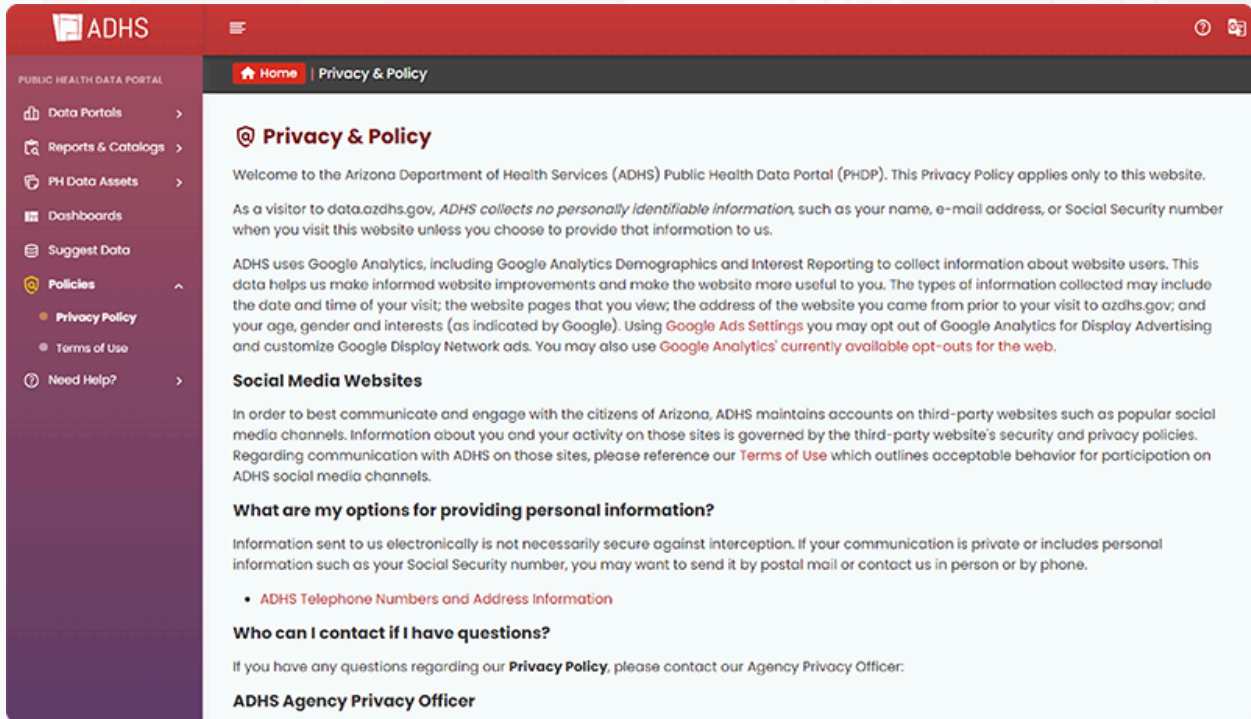 ADHS
PUBLIC HEALTH DATA PORTAL
Data Portals
Reports & Catalogs
PH Data Assets
Dashboards
Suggest Data
Policies
Privacy Policy
Terms of Use
Need Help?
Home | Privacy & Policy
Privacy & Policy
Welcome to the Arizona Department of Health Services (ADHS) Public Health Data Portal (PHDP). This Privacy Policy applies only to this website.
As a visitor to data.azdhs.gov, ADHS collects no personally identifiable information, such as your name, e-mail address, or Social Security number
when you visit this website unless you choose to provide that information to us.
ADHS uses Google Analytics, including Google Analytics Demographics and Interest Reporting to collect information about website users. This
data helps us make informed website improvements and make the website more useful to you. The types of information collected may include
the date and time of your visit; the website pages that you view; the address of the website you came from prior to your visit to azdhs.gov; and
your age, gender and interests (as indicated by Google). Using Google Ads Settings you may opt out of Google Analytics for Display Advertising
and customize Google Display Network ads. You may also use Google Analytics' currently available opt-outs for the web.
Social Media Websites
In order to best communicate and engage with the citizens of Arizona, ADHS maintains accounts on third-party websites such as popular social
media channels. Information about you and your activity on those sites is governed by the third-party website's security and privacy policies.
Regarding communication with ADHS on those sites, please reference our Terms of Use which outlines acceptable behavior for participation on
ADHS social media channels.
What are my options for providing personal information?
Information sent to us electronically is not necessarily secure against interception. If your communication is private or includes personal
information such as your Social Security number, you may want to send it by postal mail or contact us in person or by phone.
• ADHS Telephone Numbers and Address Information
Who can I contact if I have questions?
If you have any questions regarding our Privacy Policy, please contact our Agency Privacy Officer:
ADHS Agency Privacy Officer